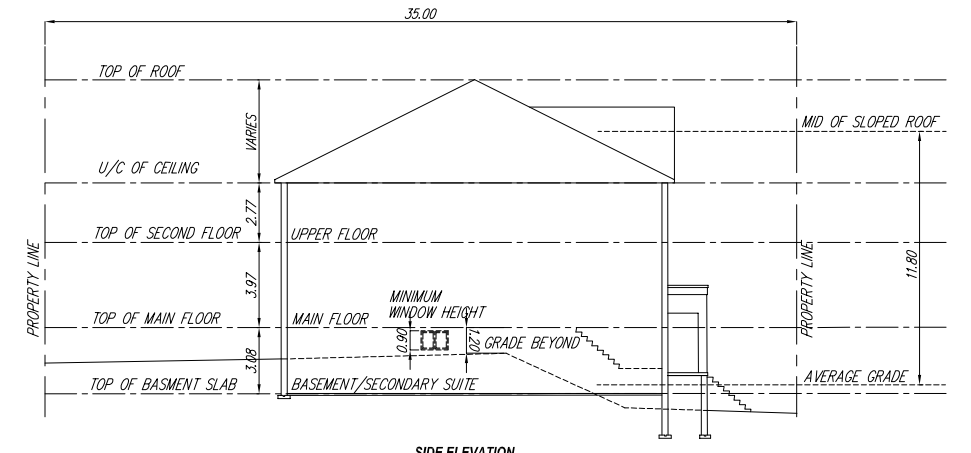 35.00
TOP OF ROOF
MID OF SLOPED ROOF
VARIES
U/C OF CEILING
2.77
TOP OF SECOND FLOOR
UPPER FLOOR
PROPERTY LINE
PROPERTY LINE
11.80
3.97
MINIMUM
WINDOW HEIGHT
TOP OF MAIN FLOOR
MAIN FLOOR
0.90
1.20
GRADE BEYOND
3.08
TOP OF BASMENT SLAB
BASEMENT/SECONDARY SUITE
AVERAGE GRADE
SIDE ELEVATION